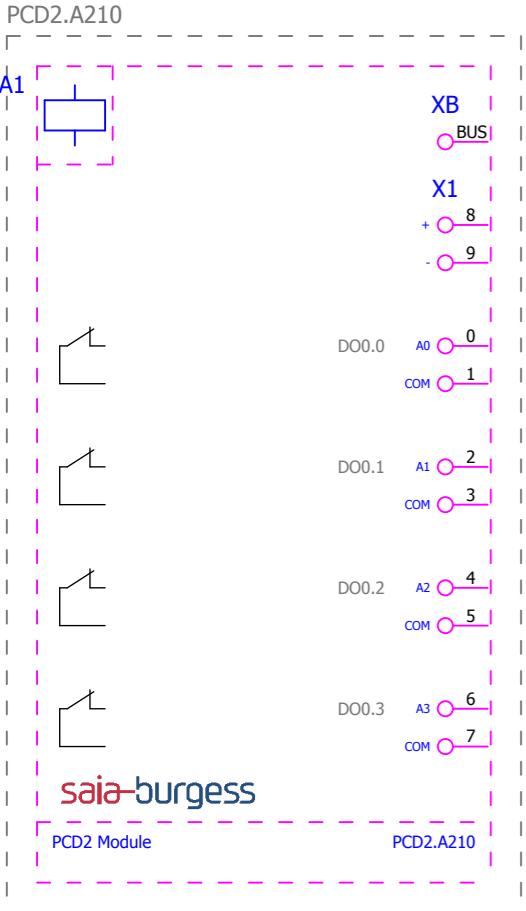 PCD2.A210
A1
XB
BUS
X1
+ 8
- 9
DO0.0 A0 0
COM 1
DO0.1 A1 2
COM 3
DO0.2 A2 4
COM 5
DO0.3 A3 6
COM 7
saia-burgess
PCD2 Module PCD2.A210